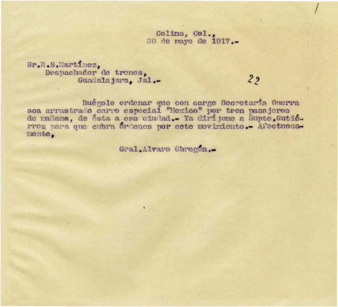 Colima, Col.,
30 de mayo de 1917.-
Sr.R.S.Martínez,
Despachador de trenes,
Guadalajara, Jal.-
22
Ruégole ordenar que con cargo Secretaría Guerra
sea arrastrado carro especial "Mexico" por tren pasajeros
de mañana, de ésta a esa ciudad.- Ya diríjome a Supte.Gutié-
rrez para que cubra órdenes por este movimiento.- Afectuosa-
mente,
Gral.Alvaro Obregón.-